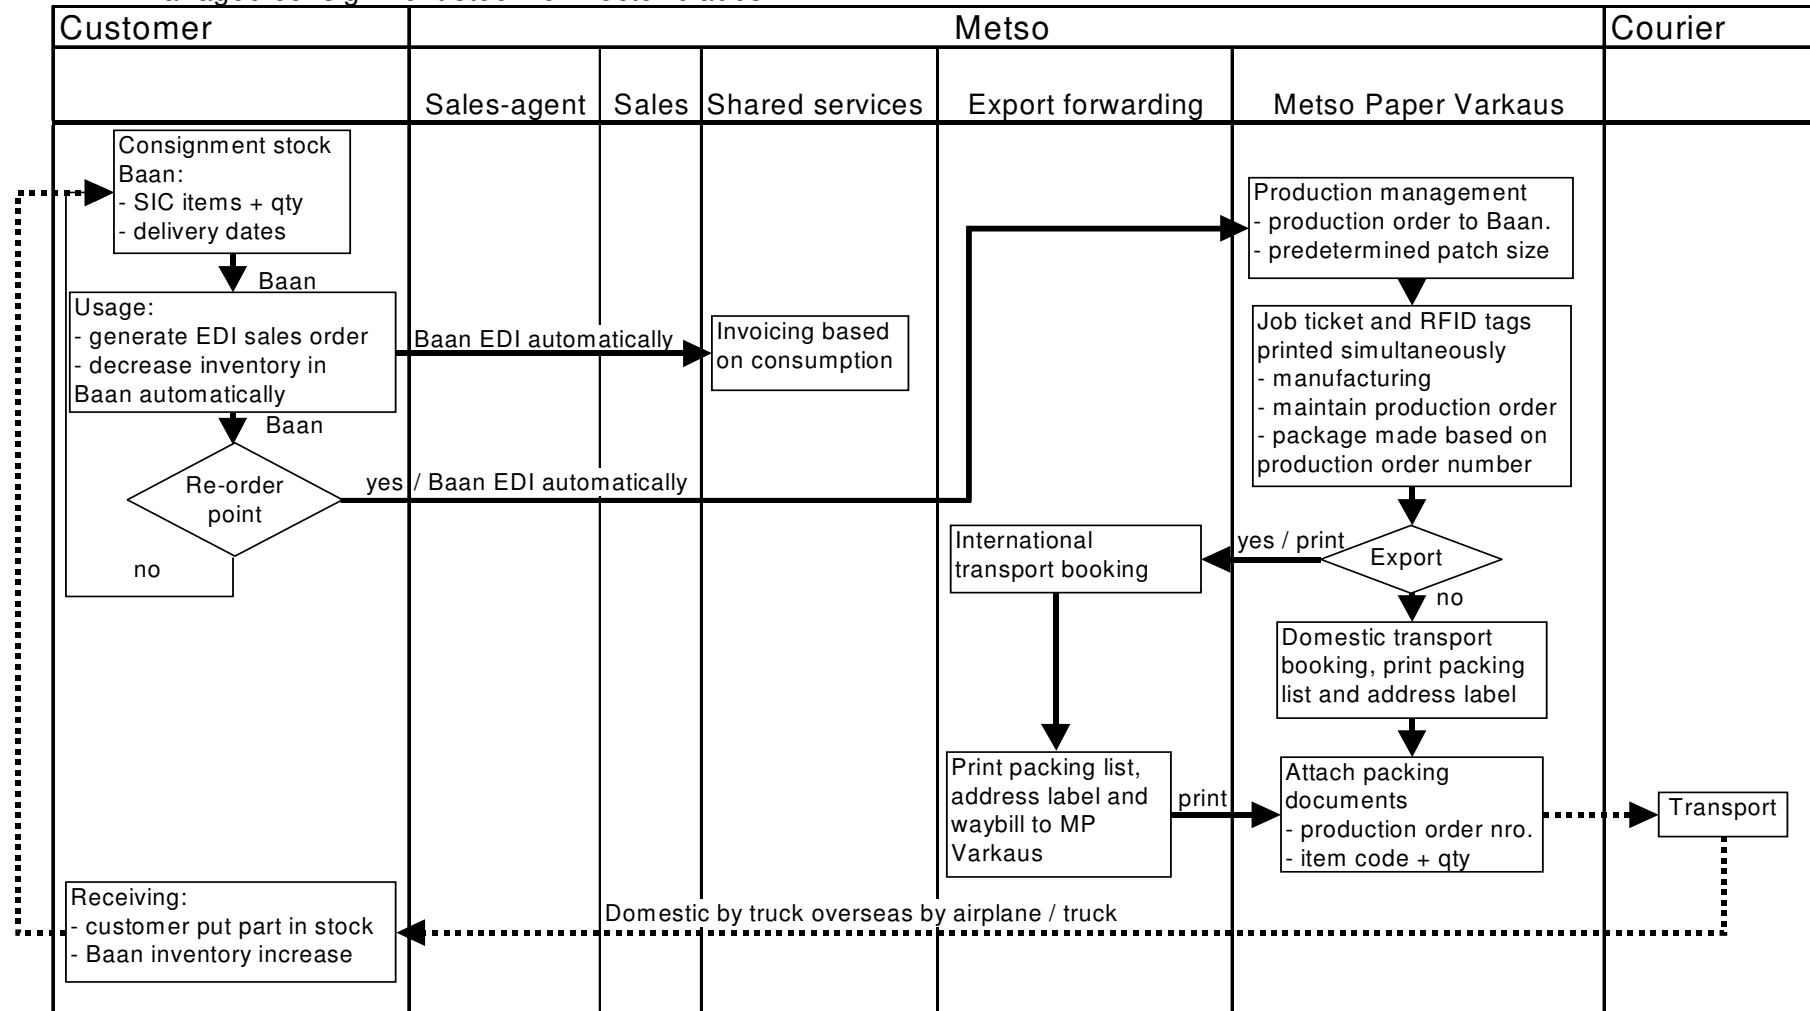 Customer
Metso
Courier
Sales-agent
Sales
Shared services
Export forwarding
Metso Paper Varkaus
Consignment stock
Baan:
- SIC items + qty
- delivery dates
Baan
Usage:
- generate EDI sales order
- decrease inventory in
Baan automatically
Baan EDI automatically
Invoicing based
on consumption
Baan
Re-order
point
yes / Baan EDI automatically
no
Production management
- production order to Baan.
- predetermined patch size
Job ticket and RFID tags
printed simultaneously
- manufacturing
- maintain production order
- package made based on
production order number
Export
yes / print
International
transport booking
no
Domestic transport
booking, print packing
list and address label
Print packing list,
address label and
waybill to MP
Varkaus
print
Attach packing
documents
- production order nro.
- item code + qty
Transport
Receiving:
- customer put part in stock
- Baan inventory increase
Domestic by truck overseas by airplane / truck